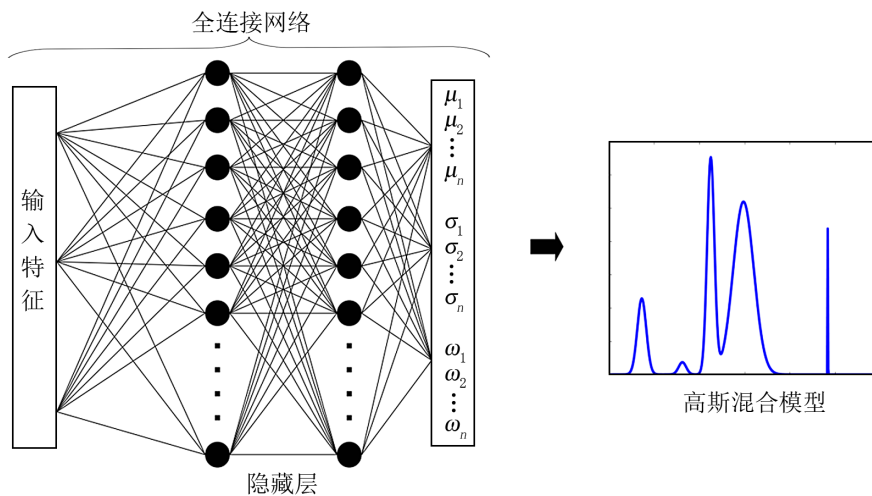 全连接网络
输入特征
μ1
μ2
⋮
μn
σ1
σ2
⋮
σn
ω1
ω2
⋮
ωn
隐藏层
高斯混合模型